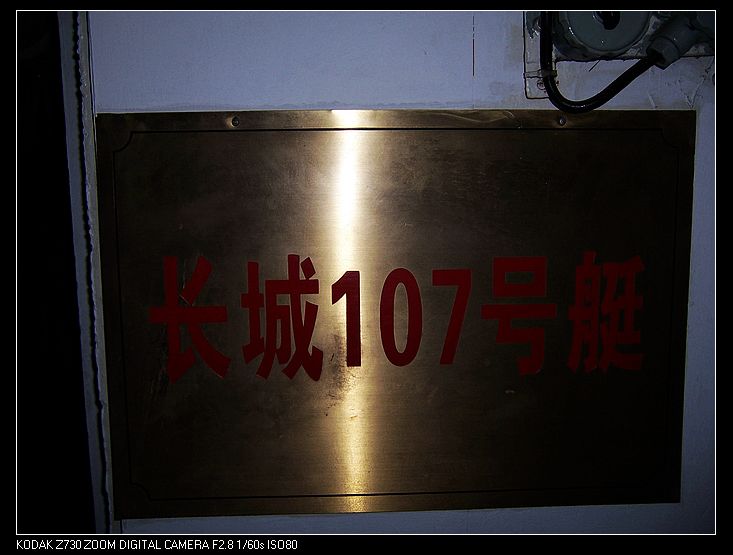 长城107号艇
KODAK Z730 ZOOM DIGITAL CAMERA F2.8 1/60s ISO80